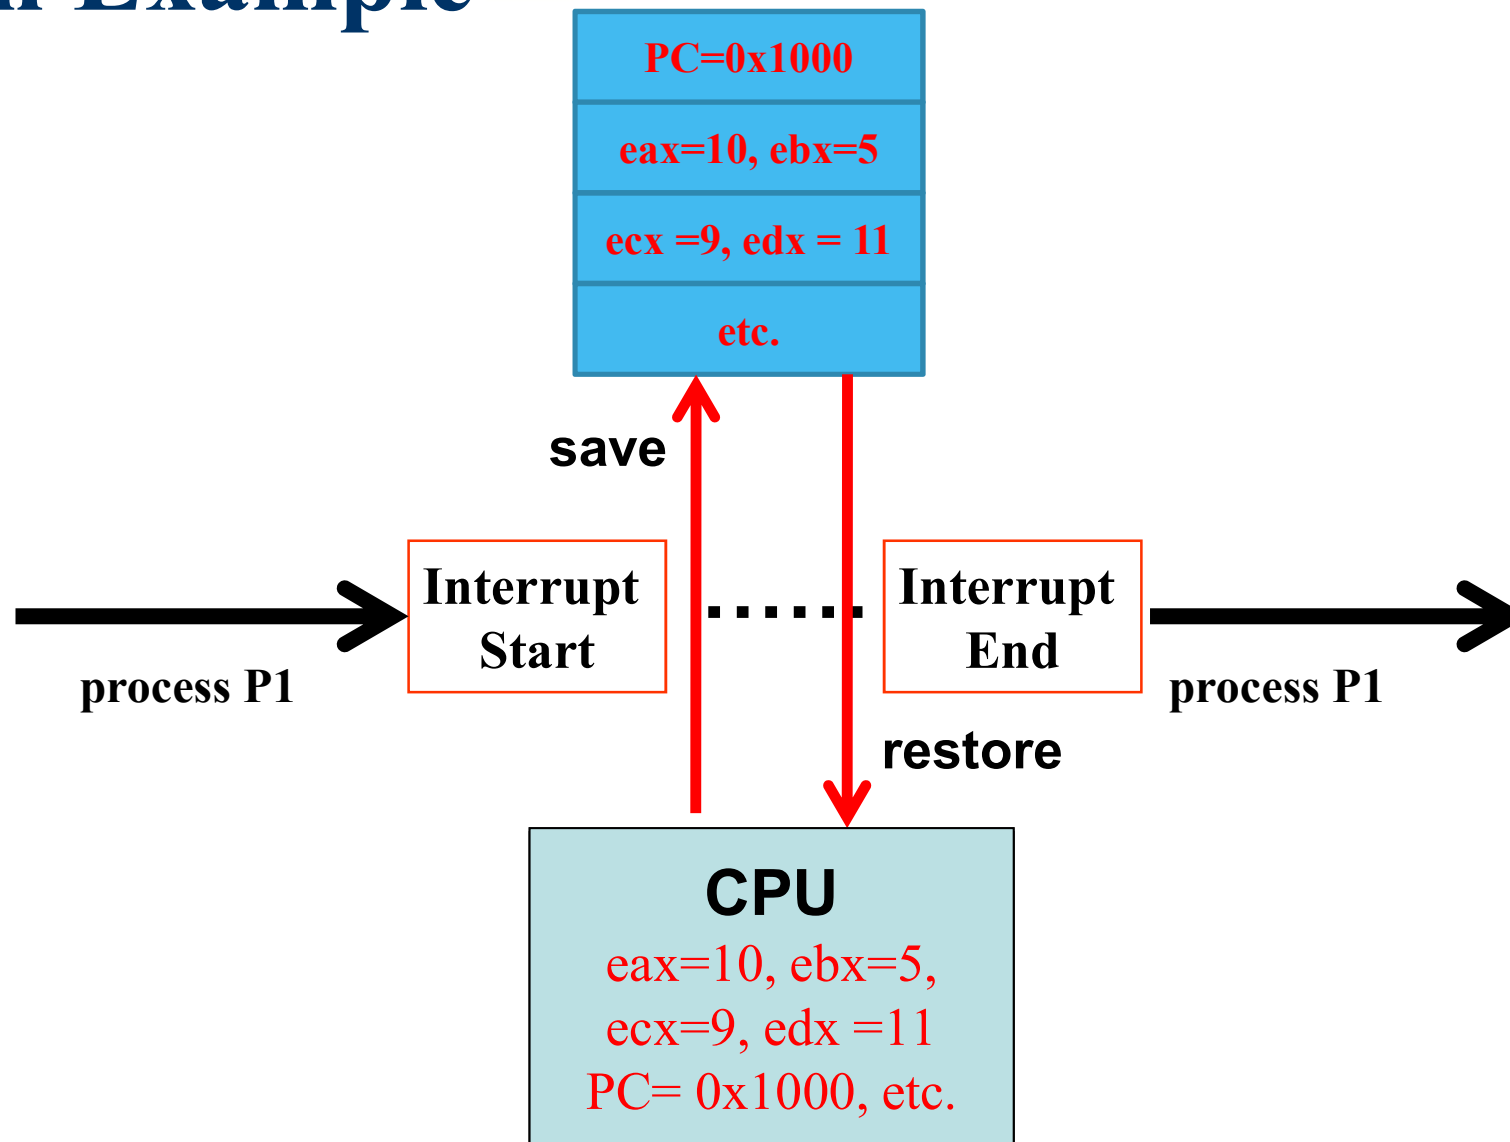 Example
PC=0x1000
eax=10, ebx=5
ecx =9, edx = 11
etc.
save
Interrupt
Start
......
Interrupt
End
process P1
process P1
restore
CPU
eax=10, ebx=5,
ecx=9, edx =11
PC= 0x1000, etc.